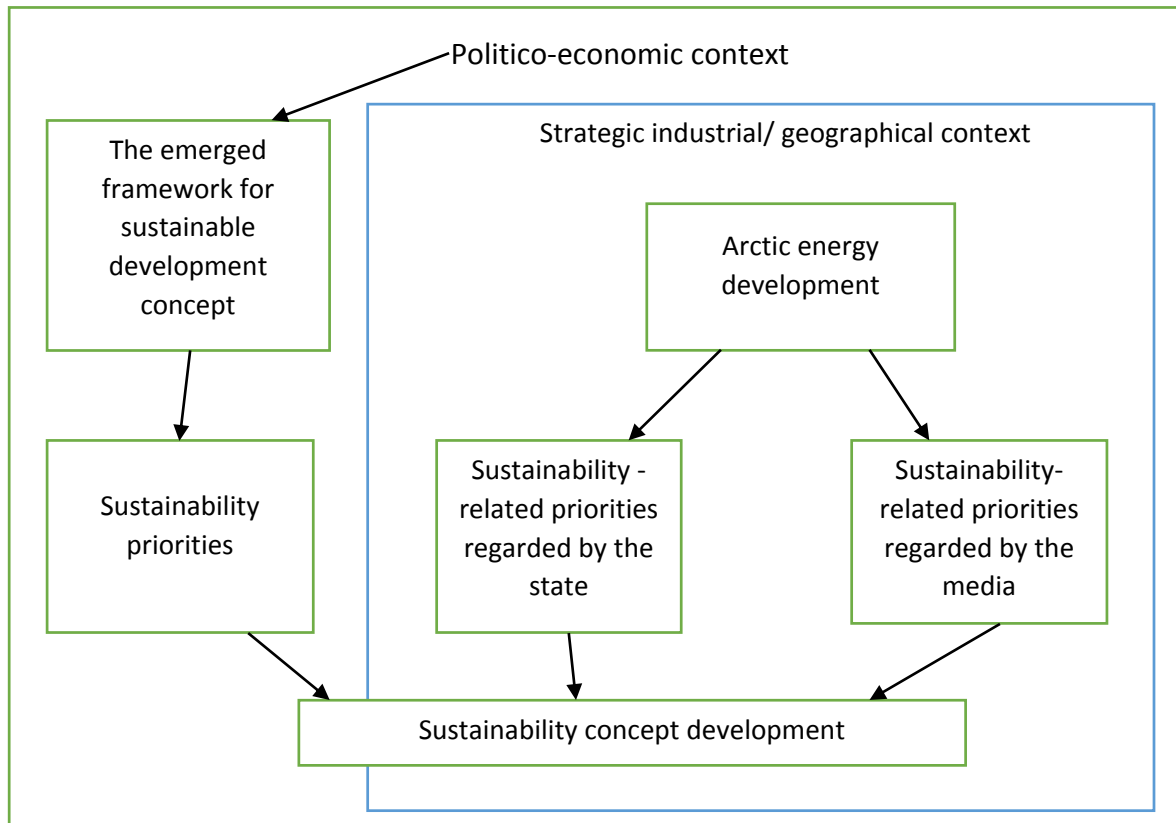 Politico-economic context
The emerged
framework for
sustainable
development
concept
Strategic industrial/ geographical context
Arctic energy
development
Sustainability
priorities
Sustainability -
related priorities
regarded by the
state
Sustainability-
related priorities
regarded by the
media
Sustainability concept development